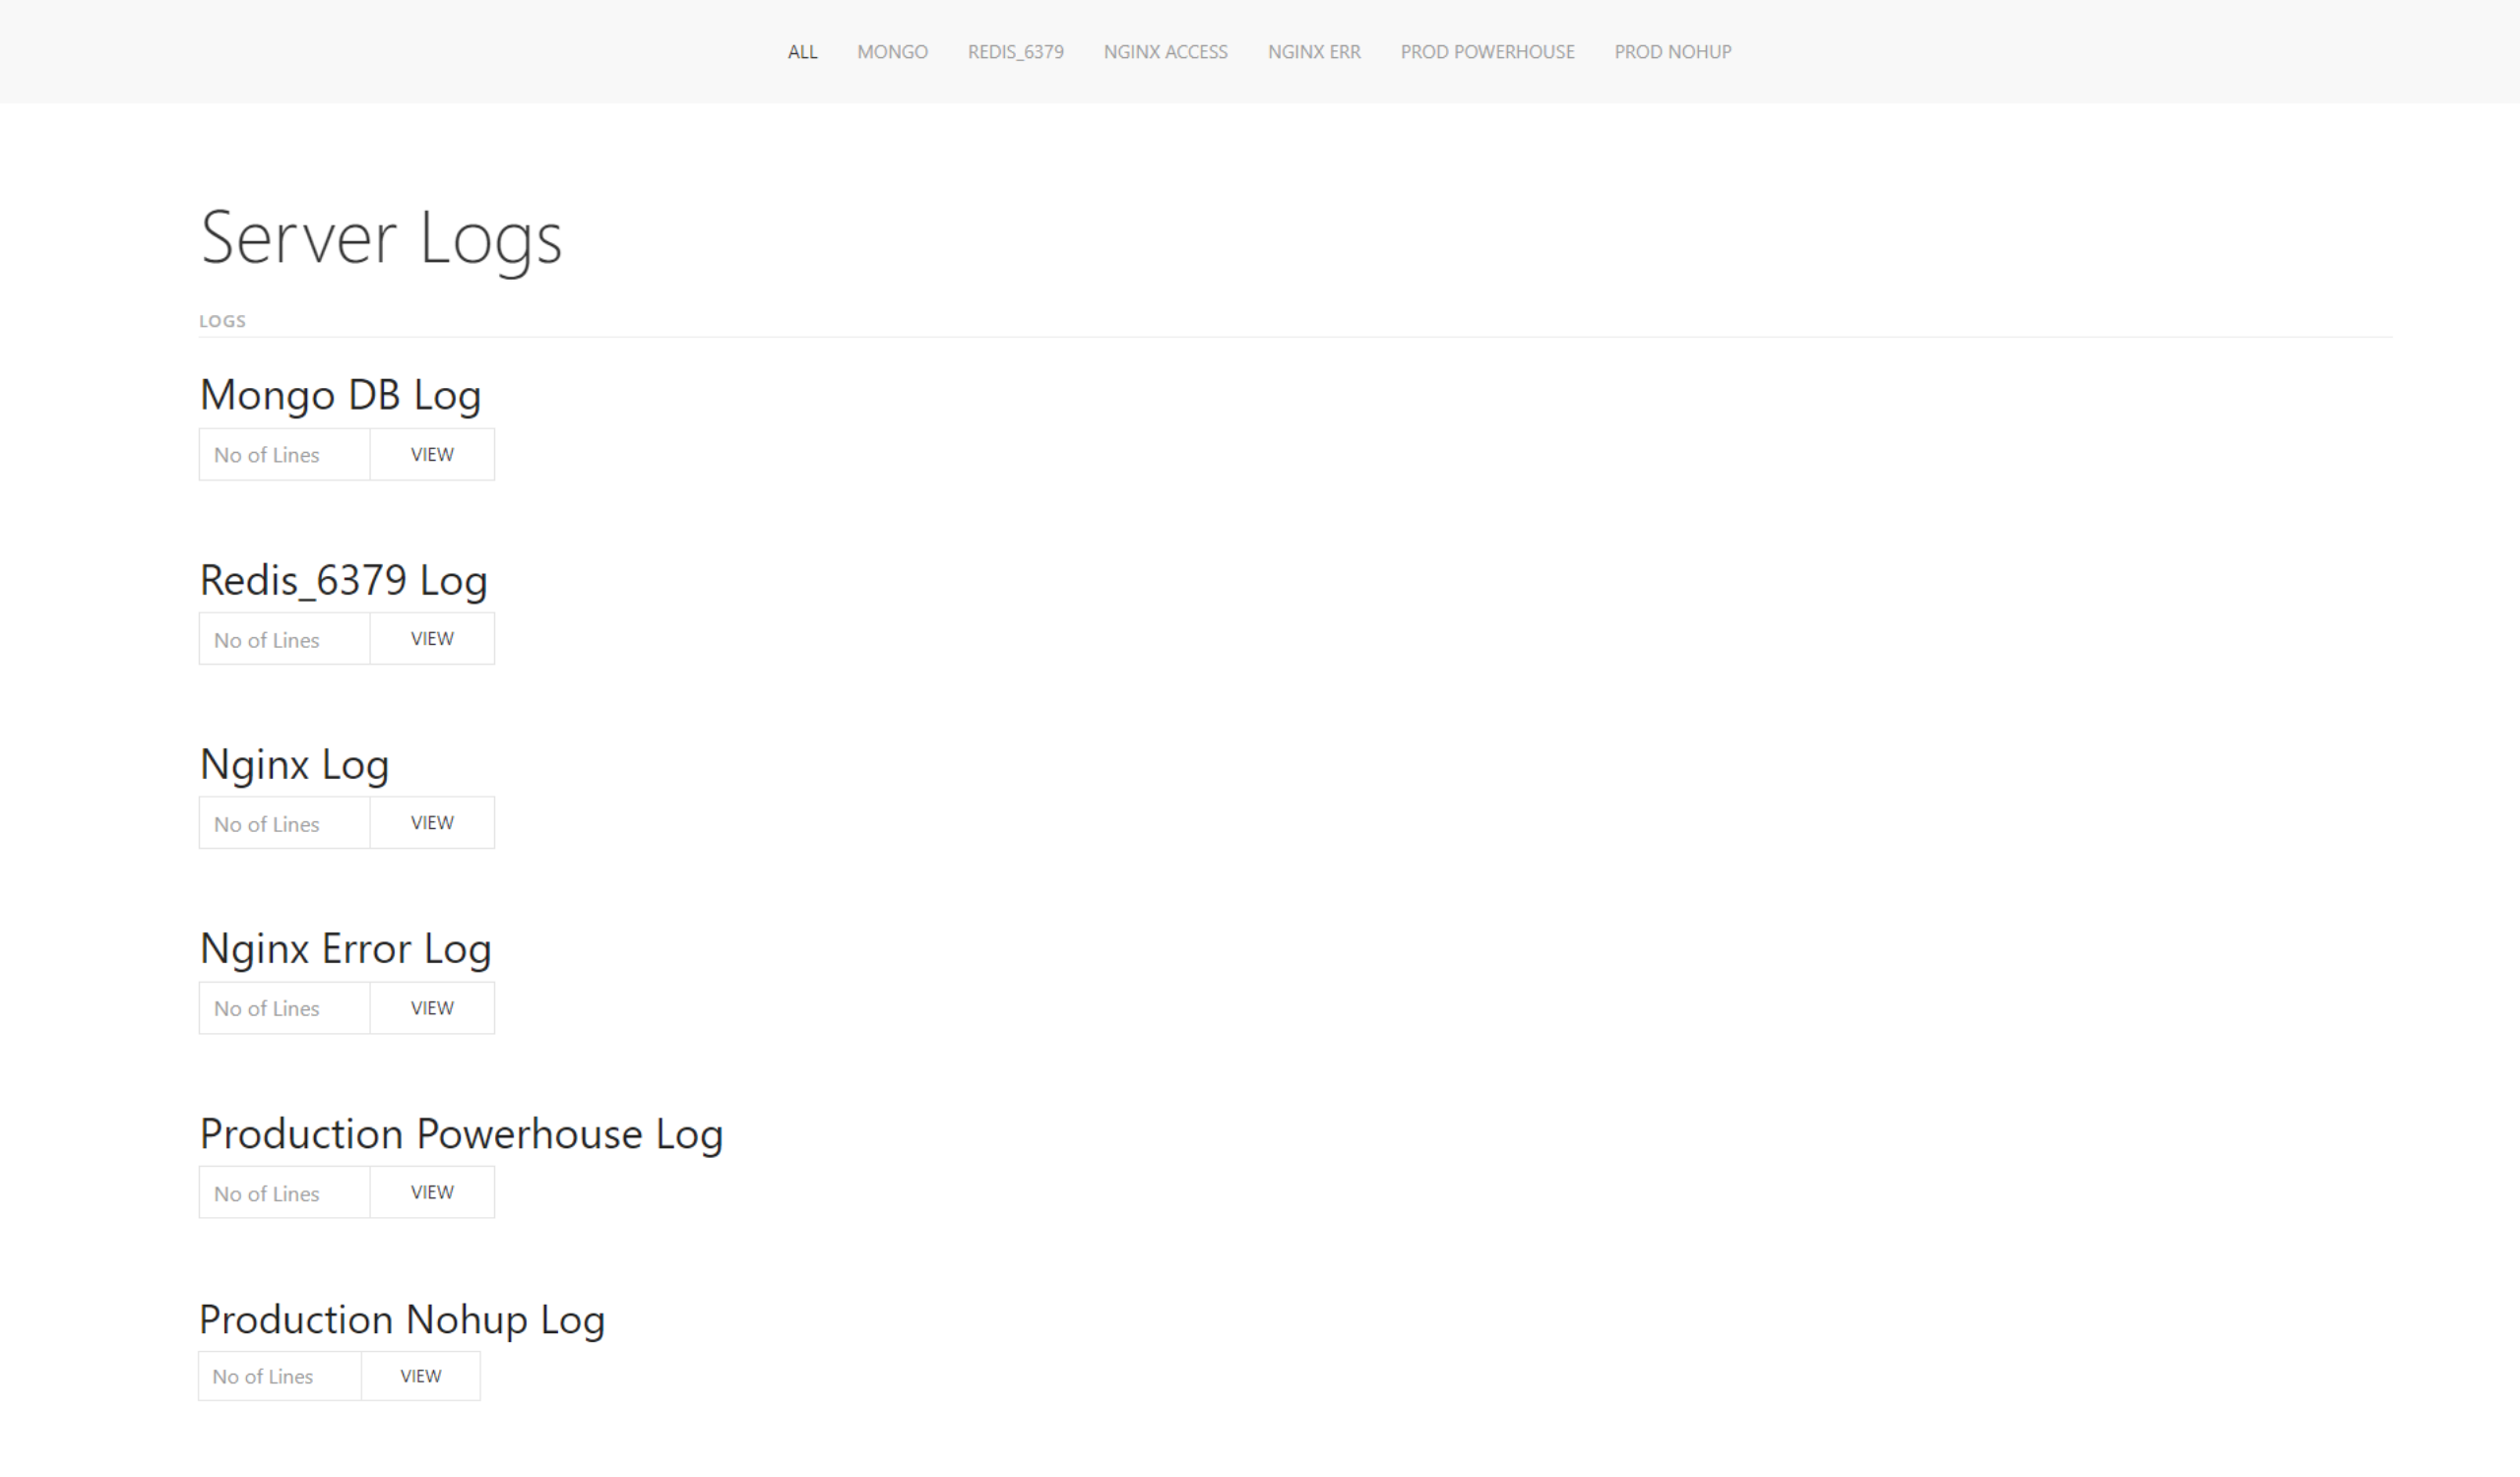 ALL MONGO REDIS_6379 NGINX ACCESS NGINX ERR PROD POWERHOUSE PROD NOHUP
Server Logs
LOGS
Mongo DB Log
No of Lines VIEW
Redis_6379 Log
No of Lines VIEW
Nginx Log
No of Lines VIEW
Nginx Error Log
No of Lines VIEW
Production Powerhouse Log
No of Lines VIEW
Production Nohup Log
No of Lines VIEW